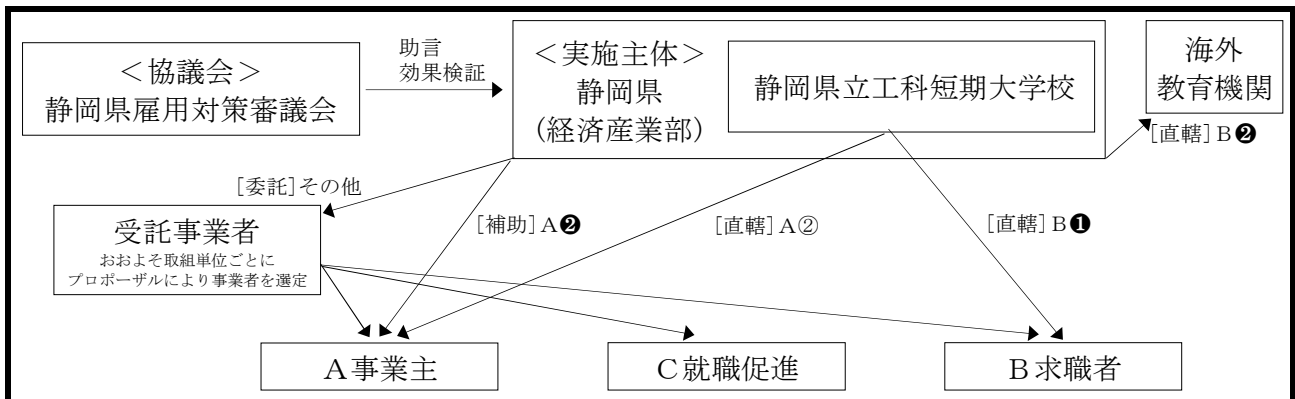 ＜協議会＞
静岡県雇用対策審議会
助言
効果検証
＜実施主体＞
静岡県
（経済産業部）
静岡県立工科短期大学校
海外
教育機関
[直轄]Ｂ❷
[委託]その他
受託事業者
おおよそ取組単位ごとに
プロポーザルにより事業者を選定
[補助]Ａ❷
[直轄]Ａ②
[直轄]Ｂ❶
Ａ事業主
Ｃ就職促進
Ｂ求職者